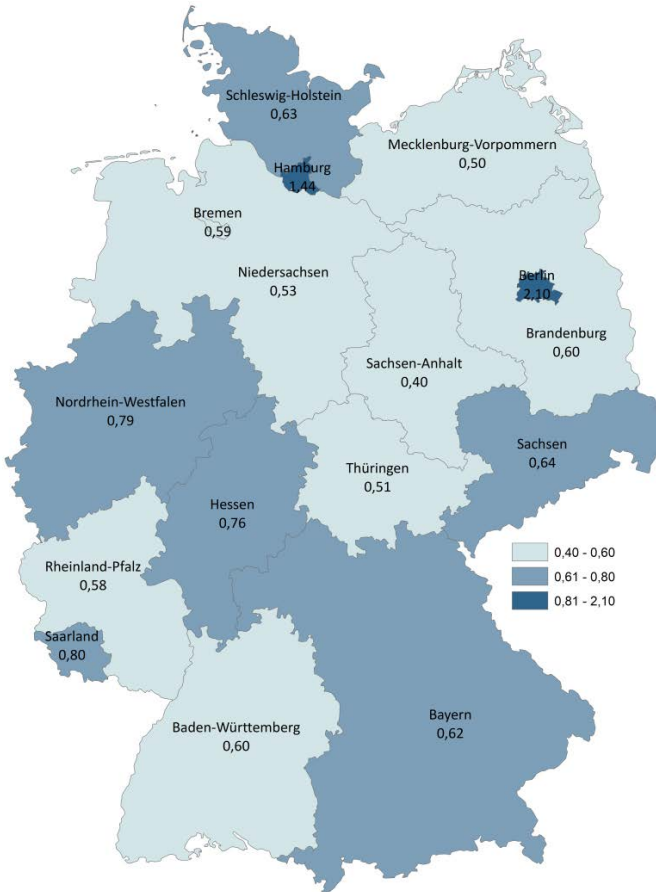 Schleswig-Holstein
0,63
Mecklenburg-Vorpommern
0,50
Hamburg
1,44
Bremen
0,59
Niedersachsen
0,53
Berlin
2,10
Brandenburg
0,60
Sachsen-Anhalt
0,40
Nordrhein-Westfalen
0,79
Sachsen
0,64
Thüringen
0,51
Hessen
0,76
Rheinland-Pfalz
0,58
Saarland
0,80
Baden-Württemberg
0,60
Bayern
0,62
0,40 - 0,60
0,61 - 0,80
0,81 - 2,10